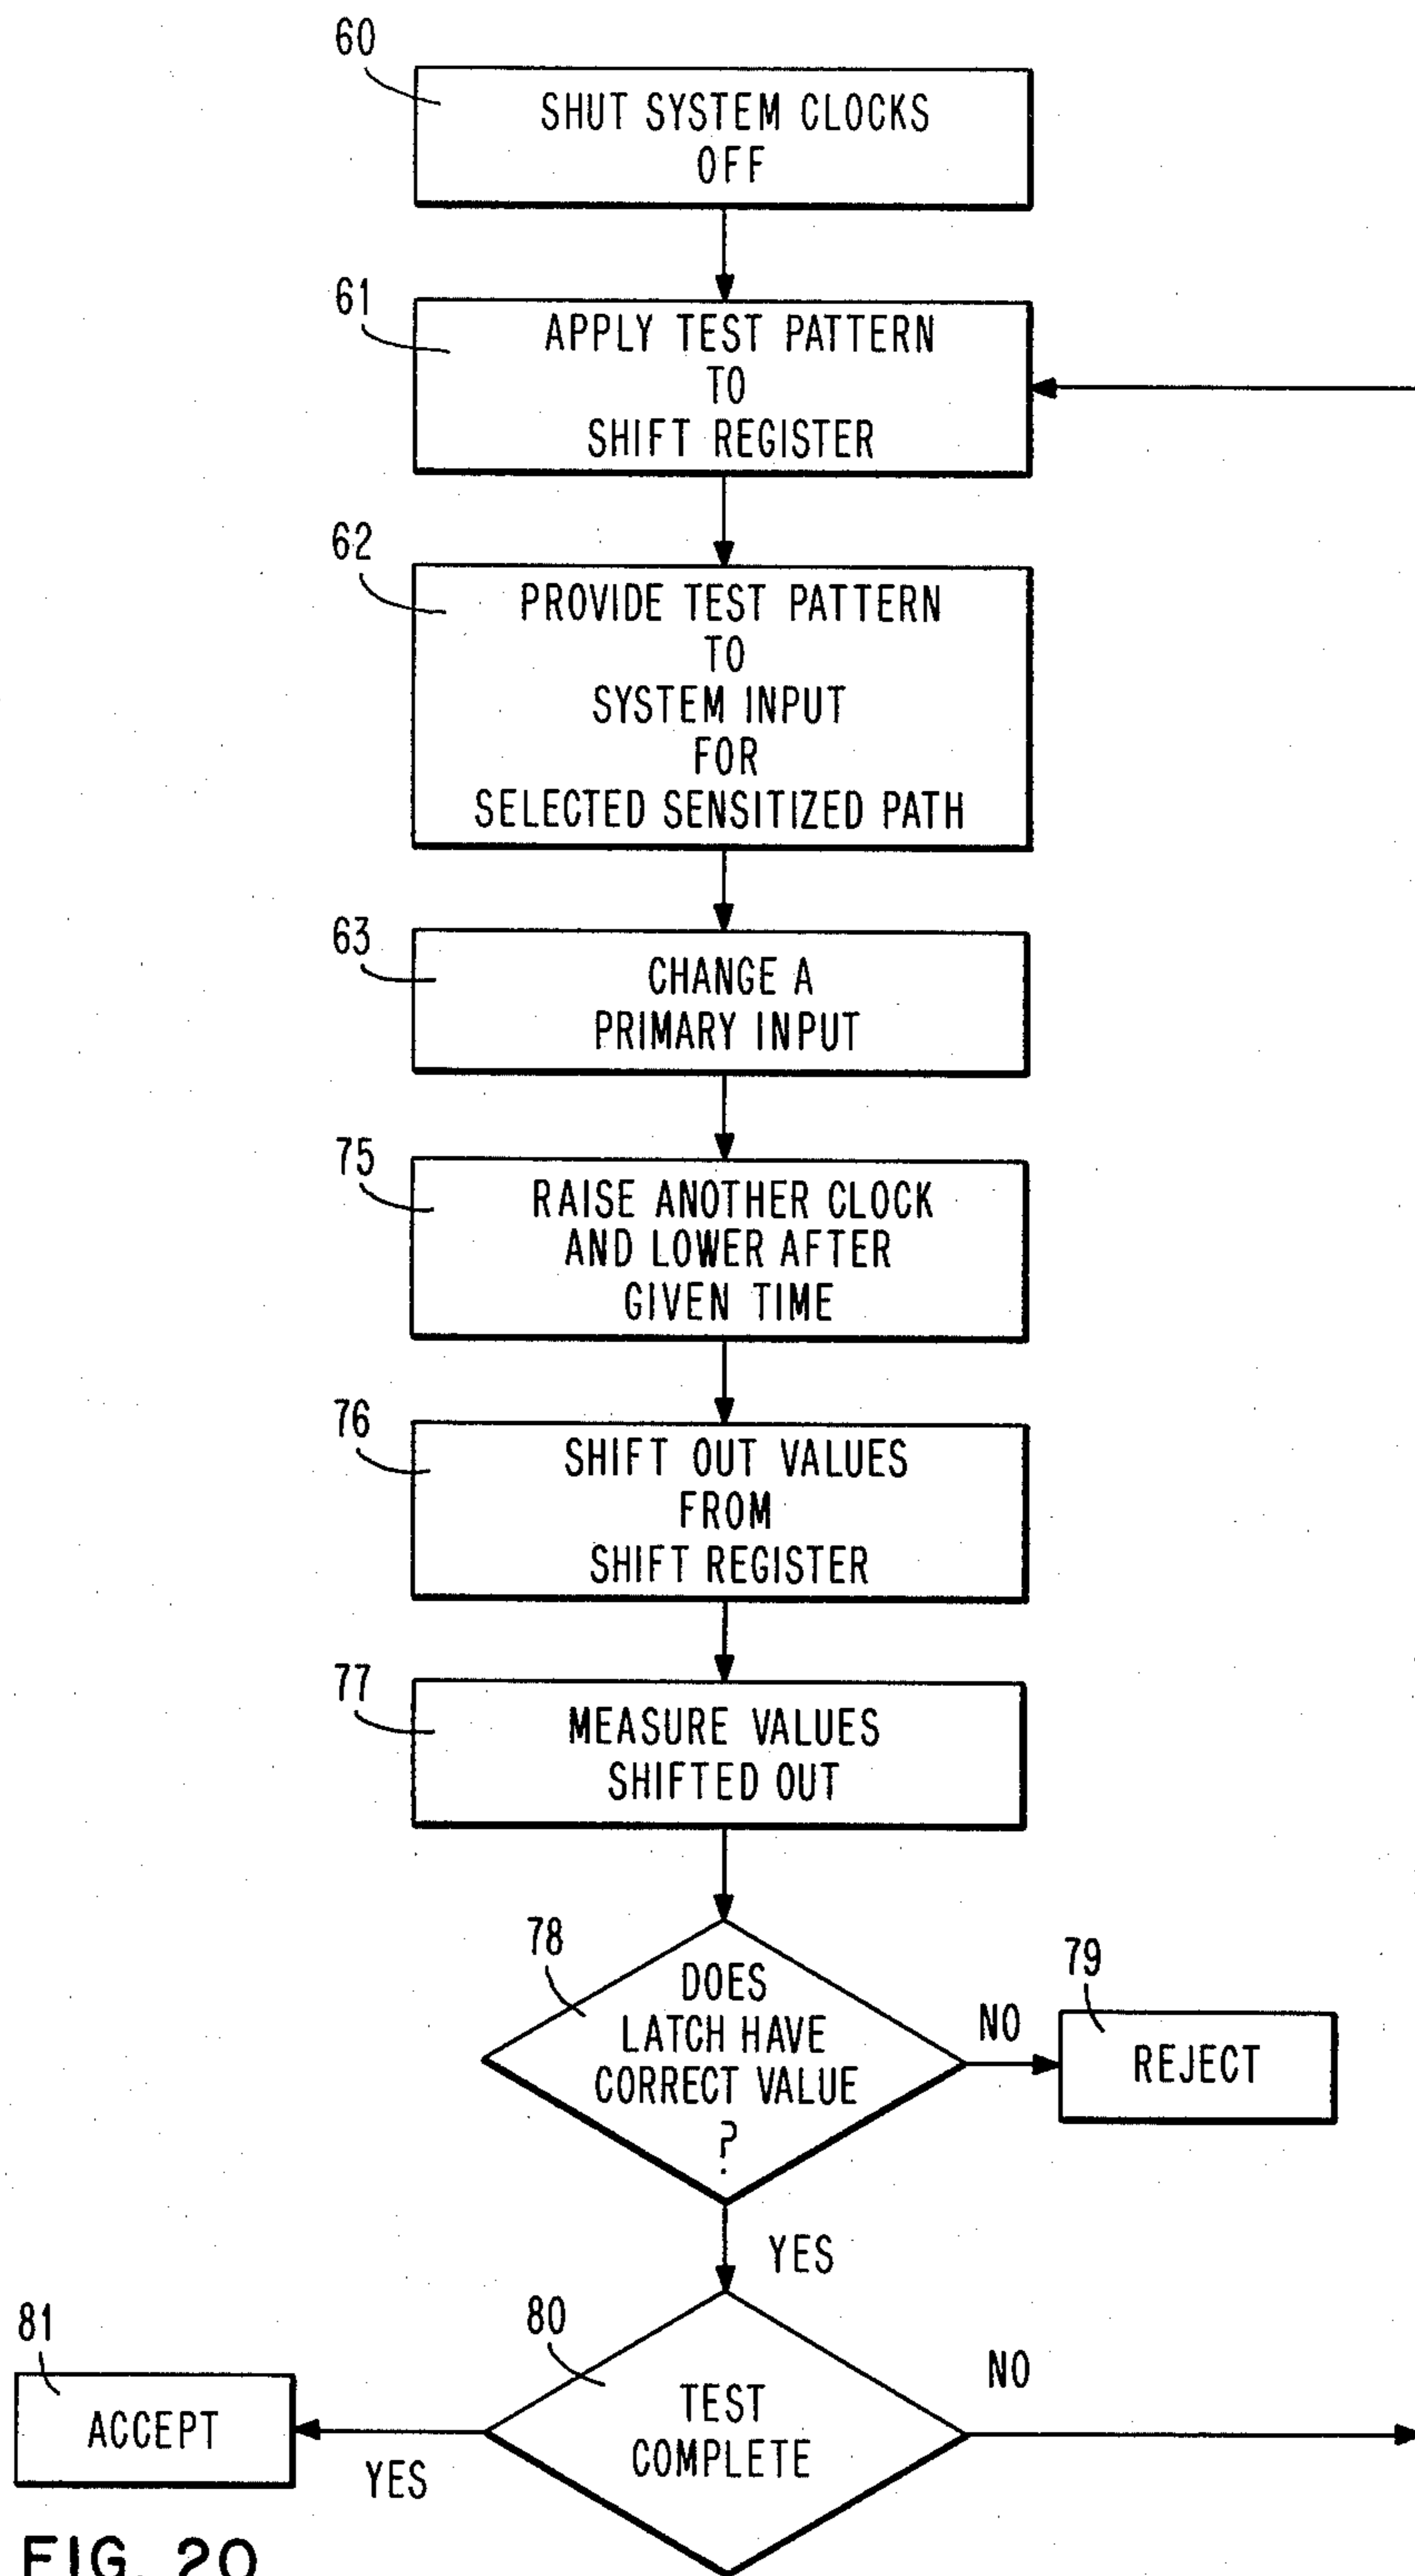 60
SHUT SYSTEM CLOCKS
OFF
61
APPLY TEST PATTERN
TO
SHIFT REGISTER
62
PROVIDE TEST PATTERN
TO
SYSTEM INPUT
FOR
SELECTED SENSITIZED PATH
63
CHANGE A
PRIMARY INPUT
75
RAISE ANOTHER CLOCK
AND LOWER AFTER
GIVEN TIME
76
SHIFT OUT VALUES
FROM
SHIFT REGISTER
77
MEASURE VALUES
SHIFTED OUT
78
DOES
LATCH HAVE
CORRECT VALUE
?
NO
79
REJECT
YES
80
TEST
COMPLETE
NO
YES
81
ACCEPT
FIG. 20